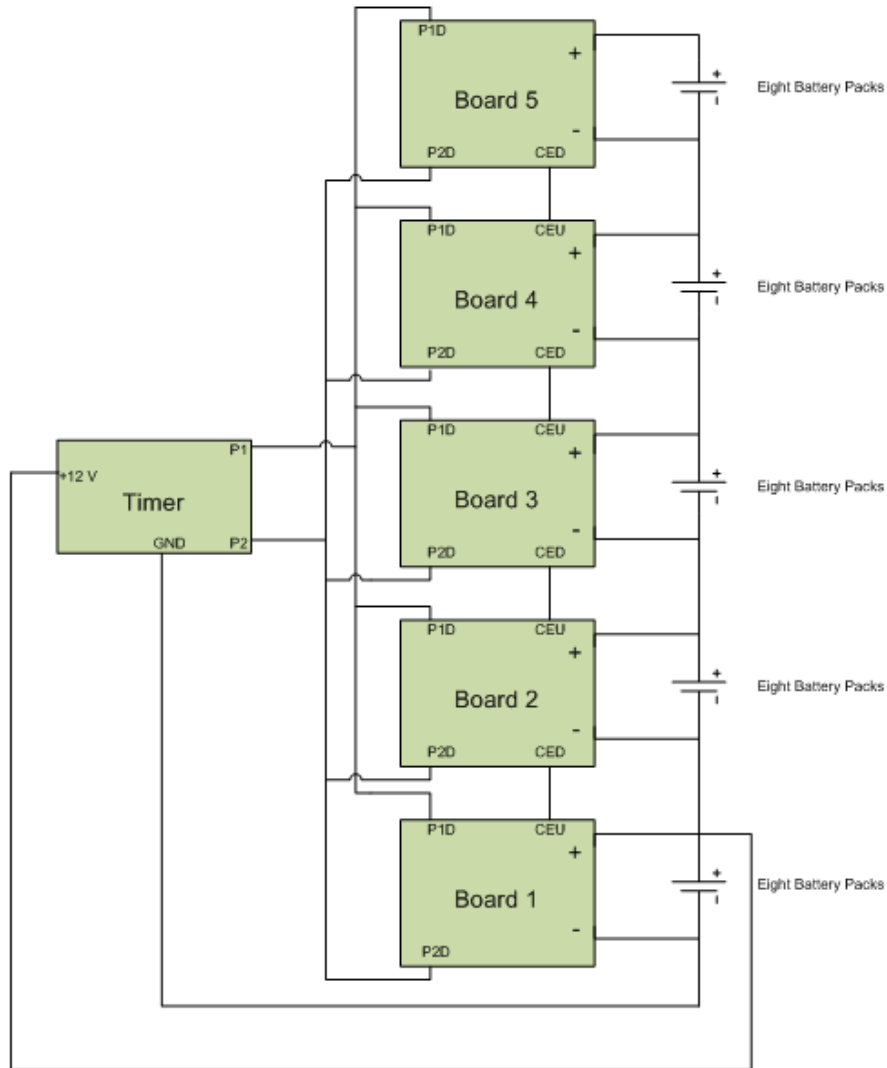 P1D
+
Board 5
-
P2D CED
+
Eight Battery Packs
P1D CEU
+
Board 4
-
P2D CED
+
Eight Battery Packs
P1D CEU
+
Board 3
-
P2D CED
+
Eight Battery Packs
P1
+12 V
Timer
GND P2
P1D CEU
+
Board 2
-
P2D CED
+
Eight Battery Packs
P1D CEU
+
Board 1
-
P2D
+
Eight Battery Packs